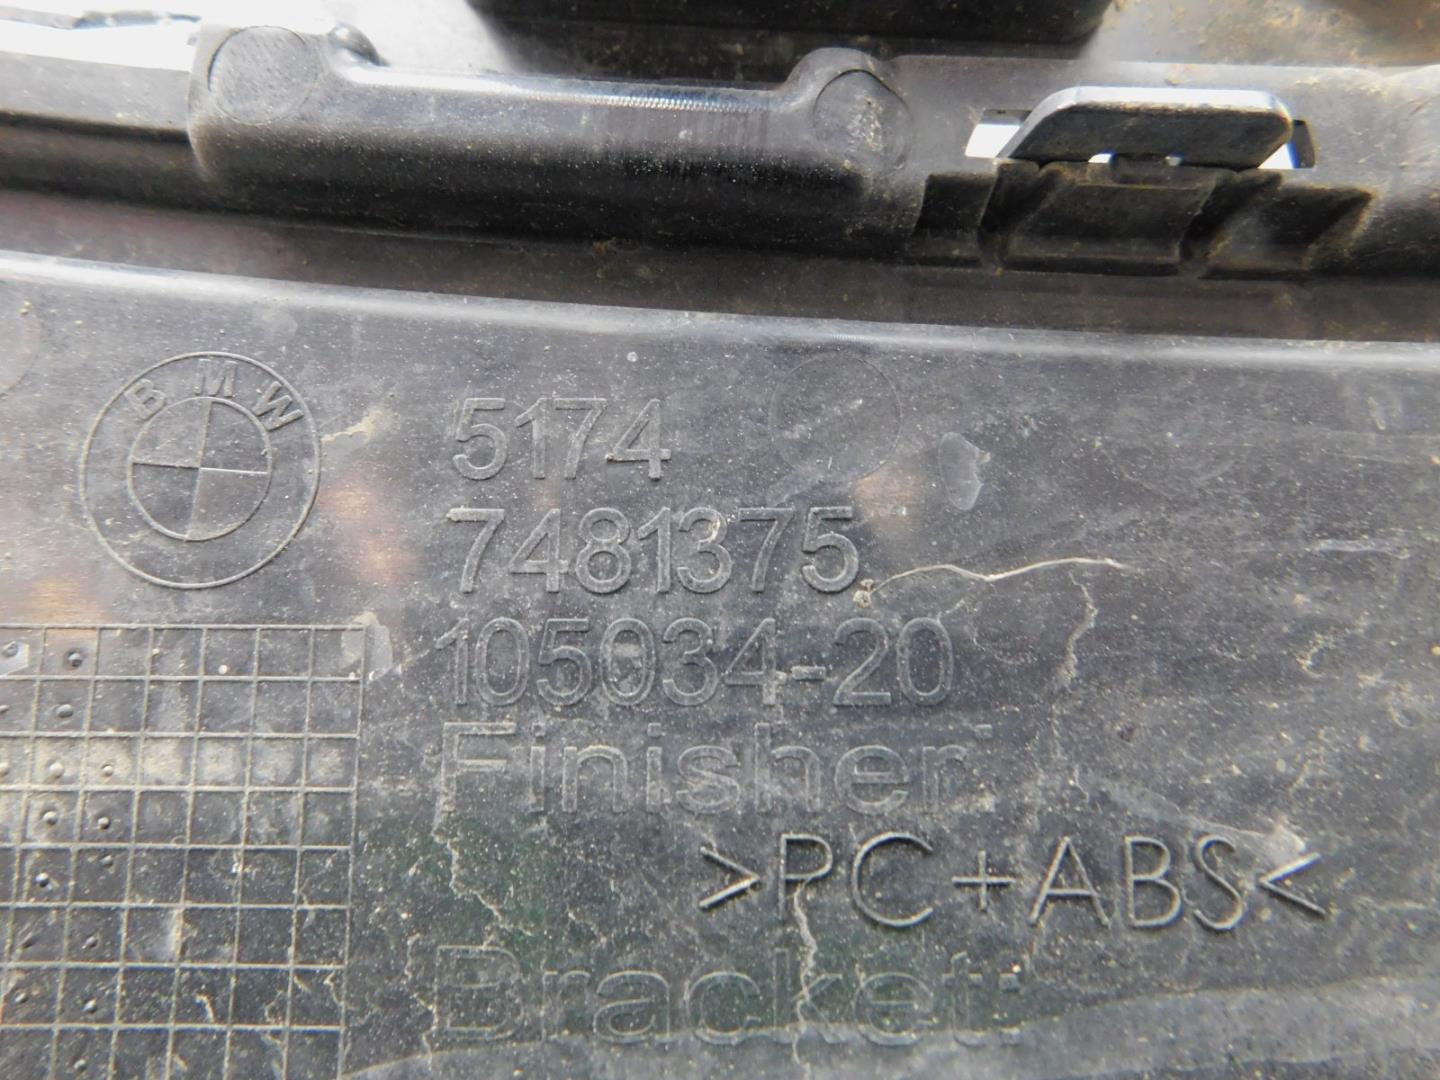 BMW
5174
7481375
105034-20
Finisher:
>PC+ABS<
Bracket: